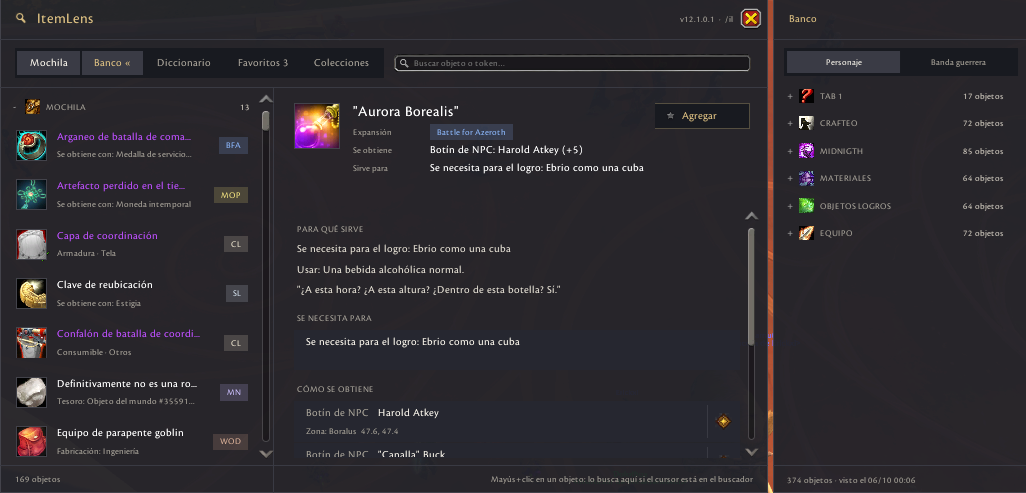 ItemLens
v12.1.0.1 · /il
Mochila
Banco «
Diccionario
Favoritos 3
Colecciones
Buscar objeto o token...
- MOCHILA 13
Arganeo de batalla de coma...
Se obtiene con: Medalla de servicio...
BFA
Artefacto perdido en el tie...
Se obtiene con: Moneda intemporal
MOP
Capa de coordinación
Armadura · Tela
CL
Clave de reubicación
Se obtiene con: Estigia
SL
Confalón de batalla de coordi...
Consumible · Otros
CL
Definitivamente no es una ro...
Tesoro: Objeto del mundo #35591...
MN
Equipo de parapente goblin
Fabricación: Ingeniería
WOD
169 objetos
"Aurora Borealis"
Expansión Battle for Azeroth
Se obtiene Botín de NPC: Harold Atkey (+5)
Sirve para Se necesita para el logro: Ebrio como una cuba
Agregar
PARA QUÉ SIRVE
Se necesita para el logro: Ebrio como una cuba
Usar: Una bebida alcohólica normal.
"¿A esta hora? ¿A esta altura? ¿Dentro de esta botella? Sí."
SE NECESITA PARA
Se necesita para el logro: Ebrio como una cuba
CÓMO SE OBTIENE
Botín de NPC Harold Atkey
Zona: Boralus 47.6, 47.4
Botín de NPC "Canalla" Buck
Mayús+clic en un objeto: lo busca aquí si el cursor está en el buscador
Banco
Personaje
Banda guerrera
+ TAB 1 17 objetos
+ CRAFTEO 72 objetos
+ MIDNIGTH 85 objetos
+ MATERIALES 64 objetos
+ OBJETOS LOGROS 64 objetos
+ EQUIPO 72 objetos
374 objetos · visto el 06/10 00:06